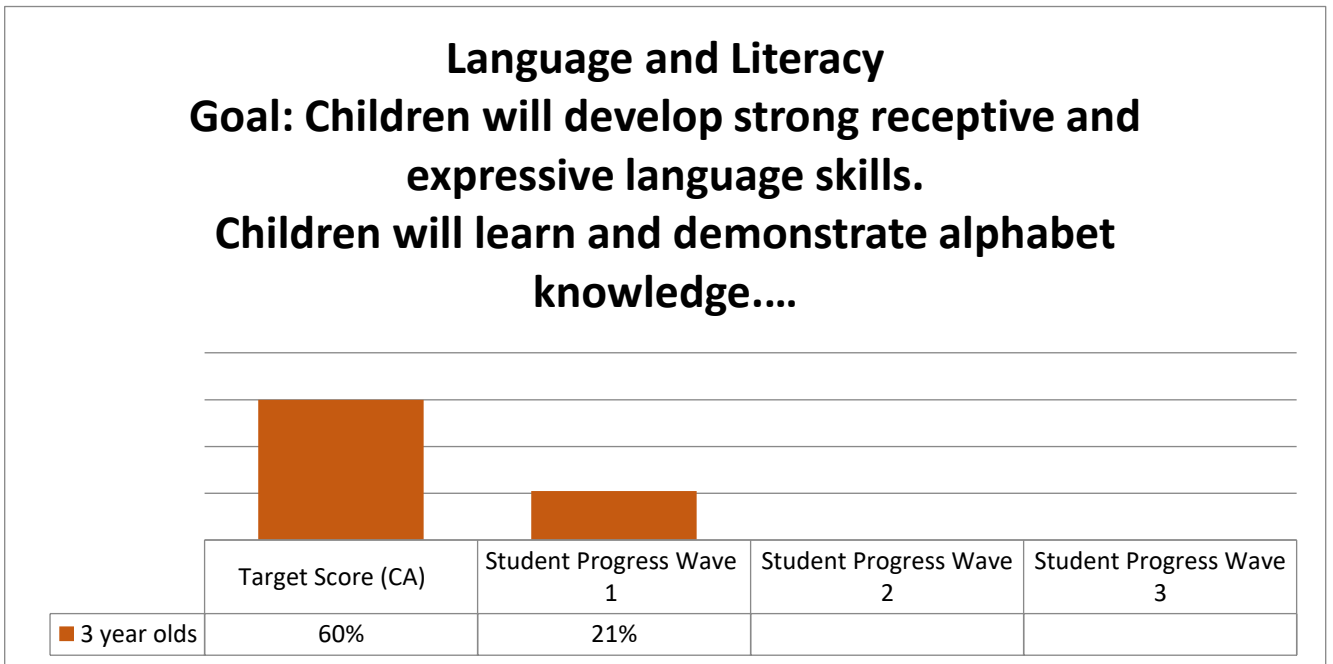 Language and Literacy
Goal: Children will develop strong receptive and
expressive language skills.
Children will learn and demonstrate alphabet
knowledge....
Target Score (CA)
Student Progress Wave
1
Student Progress Wave
2
Student Progress Wave
3
3 year olds
60%
21%